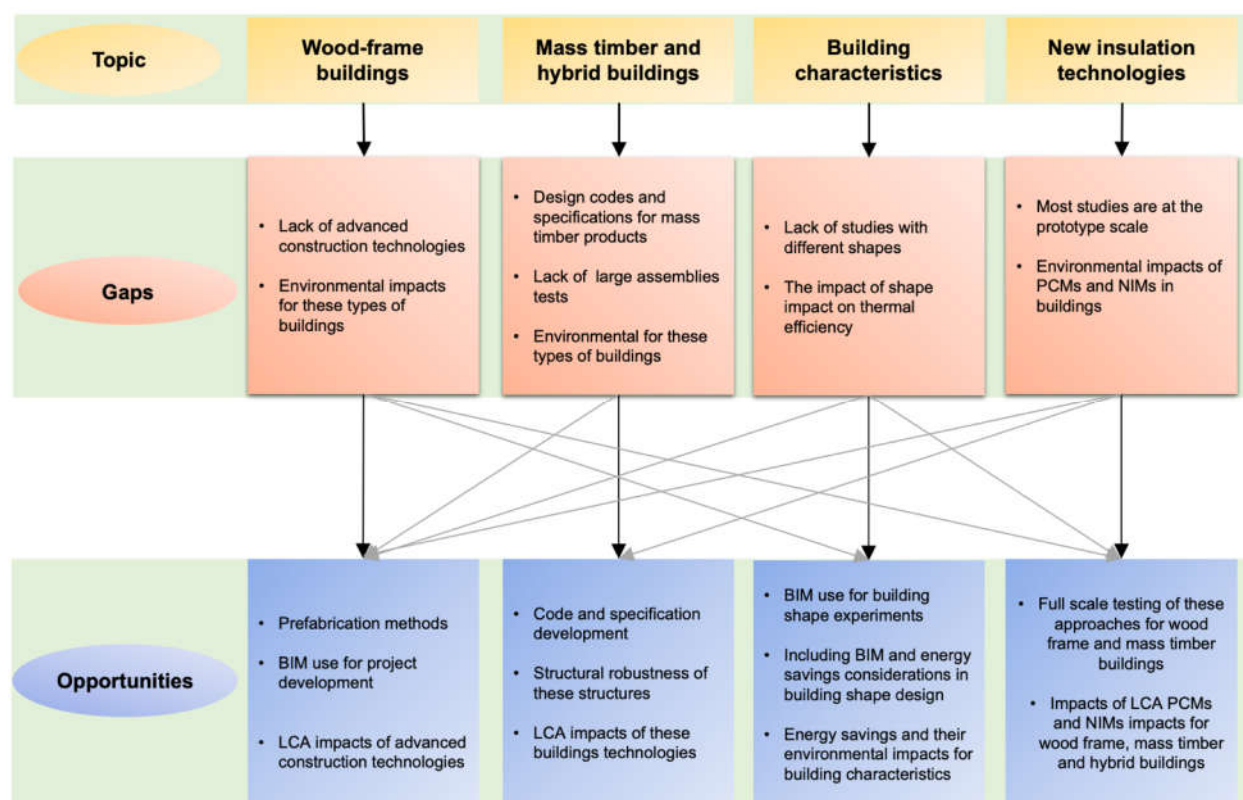 Topic
Wood-frame
buildings
Mass timber and
hybrid buildings
Building
characteristics
New insulation
technologies
Gaps
• Lack of advanced
construction technologies
• Environmental impacts
for these types of
buildings
• Design codes and
specifications for mass
timber products
• Lack of large assemblies
tests
• Environmental for these
types of buildings
• Lack of studies with
different shapes
• The impact of shape
impact on thermal
efficiency
• Most studies are at the
prototype scale
• Environmental impacts of
PCMs and NIMs in
buildings
Opportunities
• Prefabrication methods
• BIM use for project
development
• LCA impacts of advanced
construction technologies
• Code and specification
development
• Structural robustness of
these structures
• LCA impacts of these
buildings technologies
• BIM use for building
shape experiments
• Including BIM and energy
savings considerations in
building shape design
• Energy savings and their
environmental impacts for
building characteristics
• Full scale testing of these
approaches for wood
frame and mass timber
buildings
• Impacts of LCA PCMs
and NIMs impacts for
wood frame, mass timber
and hybrid buildings